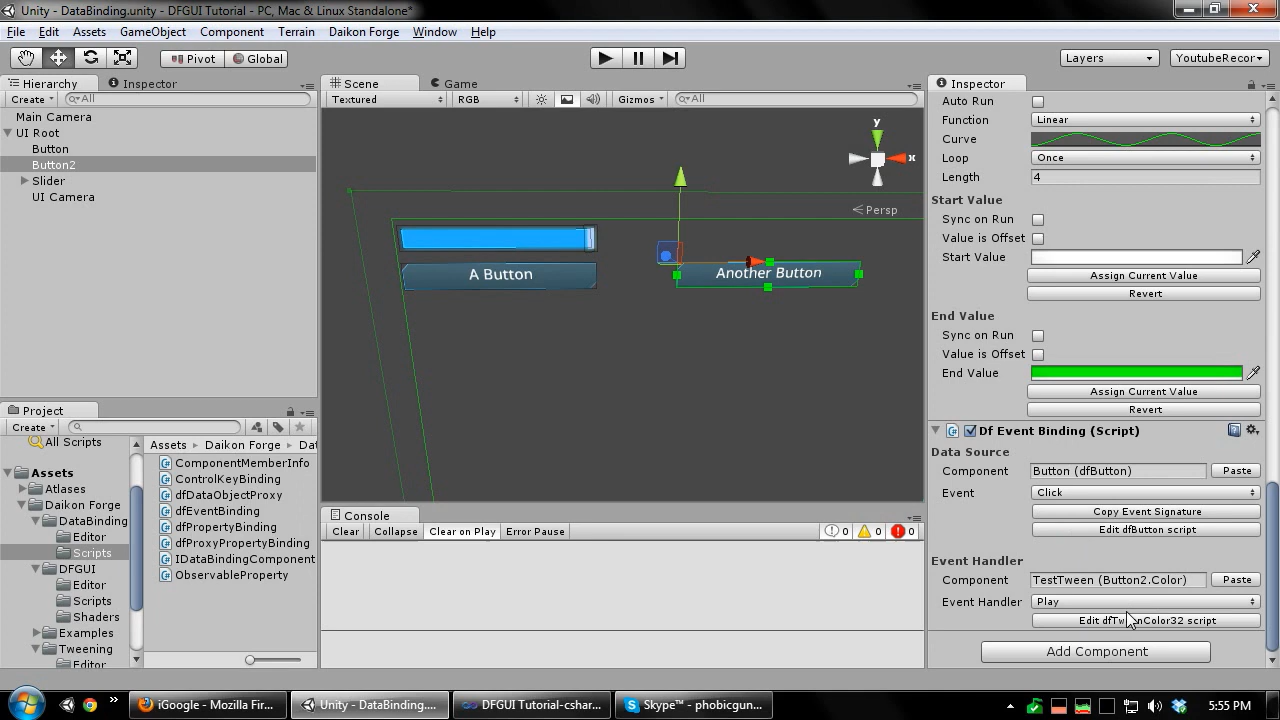 Unity - DataBinding.unity - DFGUI Tutorial - PC, Mac & Linux Standalone*
File Edit Assets GameObject Component Terrain Daikon Forge Window Help
Pivot Global Layers YoutubeRecor
Hierarchy Inspector
Create All
Main Camera
UI Root
Button
Button2
Slider
UI Camera
Scene Game
Textured RGB Gizmos All
y
x
Persp
A Button
Another Button
Project
Create
All Scripts
Assets
Atlases
Daikon Forge
DataBinding
Editor
Scripts
DFGUI
Editor
Scripts
Shaders
Examples
Tweening
Editor
Assets Daikon Forge Dat
ComponentMemberInfo
ControlKeyBinding
dfDataObjectProxy
dfEventBinding
dfPropertyBinding
dfProxyPropertyBinding
IDataBindingComponent
ObservableProperty
Console
Clear Collapse Clear on Play Error Pause 0 0 0
Inspector
Auto Run
Function Linear
Curve
Loop Once
Length 4
Start Value
Sync on Run
Value is Offset
Start Value
Assign Current Value
Revert
End Value
Sync on Run
Value is Offset
End Value
Assign Current Value
Revert
Df Event Binding (Script)
Data Source
Component Button (dfButton) Paste
Event Click
Copy Event Signature
Edit dfButton script
Event Handler
Component TestTween (Button2.Color) Paste
Event Handler Play
Edit dfTweenColor32 script
Add Component
iGoogle - Mozilla Fir... Unity - DataBinding.... DFGUI Tutorial-cshar... Skype™ - phobicgun... 5:55 PM